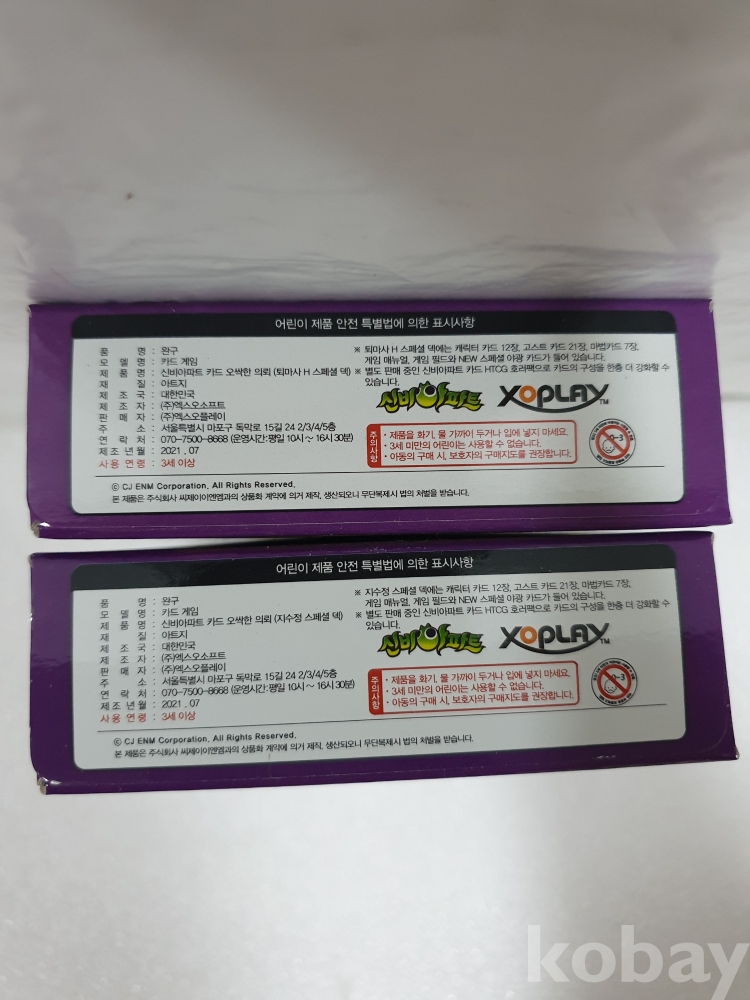 어린이 제품 안전 특별법에 의한 표시사항
품 명 : 완구
모 델 명 : 카드 게임
제 품 명 : 신비아파트 카드 오싹한 의뢰 (퇴마사 H 스페셜 덱)
재 질 : 아트지
제 조 국 : 대한민국
제 조 자 : (주)엑스오소프트
판 매 자 : (주)엑스오플레이
주 소 : 서울특별시 마포구 독막로 15길 24 2/3/4/5층
연 락 처 : 070-7500-8668 (운영시간:평일 10시~16시 30분)
제조 년월 : 2021. 07
사용 연령 : 3세 이상
※ 퇴마사 H 스페셜 덱에는 캐릭터 카드 12장, 고스트 카드 21장, 마법카드 7장,
게임 매뉴얼, 게임 필드와 NEW 스페셜 야광 카드가 들어 있습니다.
※ 별도 판매 중인 신비아파트 카드 HTCG 호러팩으로 카드의 구성을 한층 더 강화할 수
※ 있습니다.
신비아파트 XOPLAY™
주의사항
· 제품을 화기, 물 가까이 두거나 입에 넣지 마세요.
· 3세 미만의 어린이는 사용할 수 없습니다.
· 아동의 구매 시, 보호자의 구매지도를 권장합니다.
0-3
ⓒ CJ ENM Corporation. All Rights Reserved.
본 제품은 주식회사 씨제이이엔엠과의 상품화 계약에 의거 제작, 생산되오니 무단복제시 법의 처벌을 받습니다.
어린이 제품 안전 특별법에 의한 표시사항
품 명 : 완구
모 델 명 : 카드 게임
제 품 명 : 신비아파트 카드 오싹한 의뢰 (지수정 스페셜 덱)
재 질 : 아트지
제 조 국 : 대한민국
제 조 자 : (주)엑스오소프트
판 매 자 : (주)엑스오플레이
주 소 : 서울특별시 마포구 독막로 15길 24 2/3/4/5층
연 락 처 : 070-7500-8668 (운영시간:평일 10시~16시 30분)
제조 년월 : 2021. 07
사용 연령 : 3세 이상
※ 지수정 스페셜 덱에는 캐릭터 카드 12장, 고스트 카드 21장, 마법카드 7장,
게임 매뉴얼, 게임 필드와 NEW 스페셜 야광 카드가 들어 있습니다.
※ 별도 판매 중인 신비아파트 카드 HTCG 호러팩으로 카드의 구성을 한층 더 강화할 수
※ 있습니다.
신비아파트 XOPLAY™
주의사항
· 제품을 화기, 물 가까이 두거나 입에 넣지 마세요.
· 3세 미만의 어린이는 사용할 수 없습니다.
· 아동의 구매 시, 보호자의 구매지도를 권장합니다.
0-3
ⓒ CJ ENM Corporation. All Rights Reserved.
본 제품은 주식회사 씨제이이엔엠과의 상품화 계약에 의거 제작, 생산되오니 무단복제시 법의 처벌을 받습니다.
kobay